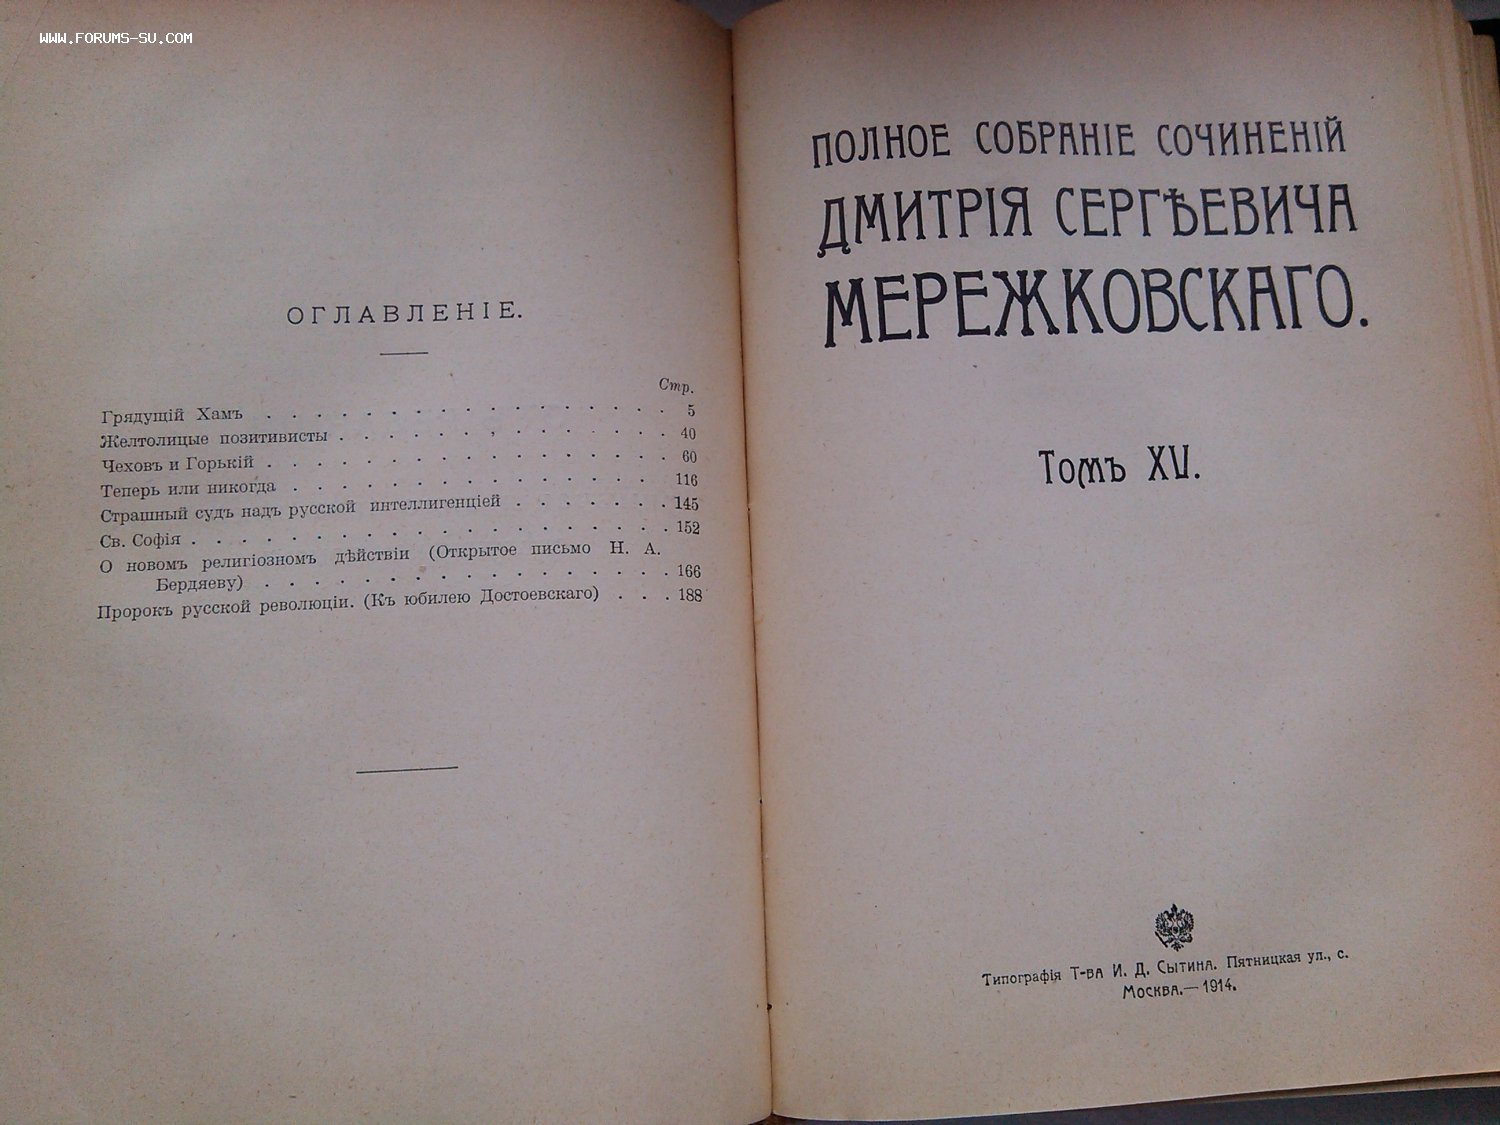 WWW.FORUMS-SU.COM
ОГЛАВЛЕНІЕ.
Стр.
Грядущій Хамъ . . . . . . . . . . . . . . . . . 5
Желтолицые позитивисты . . . . . . . . . . . . . . 40
Чеховъ и Горькій . . . . . . . . . . . . . . . . . 60
Теперь или никогда . . . . . . . . . . . . . . . . 116
Страшный судъ надъ русской интеллигенціей . . . . . . . 145
Св. Софія . . . . . . . . . . . . . . . . . . . . 152
О новомъ религіозномъ дѣйствіи (Открытое письмо Н. А.
Бердяеву) . . . . . . . . . . . . . . . . . 166
Пророкъ русской революціи. (Къ юбилею Достоевскаго) . . . 188
ПОЛНОЕ СОБРАНІЕ СОЧИНЕНІЙ
ДМИТРІЯ СЕРГѢЕВИЧА
МЕРЕЖКОВСКАГО.
Томъ XV.
Типографія Т-ва И. Д. Сытина. Пятницкая ул., с.
Москва.—1914.